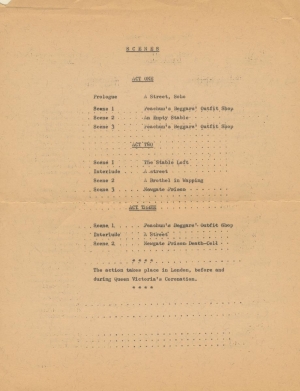 SCENES
ACT ONE
Prologue A Street, Soho
Scene 1 Peachum's Beggars' Outfit Shop
Scene 2 An Empty Stable
Scene 3 Peachum's Beggars' Outfit Shop
ACT TWO
Scene 1 The Stable Loft
Interlude . . A Street
Scene 2 A Brothel in Wapping
Scene 3 . . Newgate Prison
ACT THREE
Scene 1 . . Peachum's Beggars' Outfit Shop
Interlude . . A Street
Scene 2 Newgate Prison Death-Cell
* * * *
The action takes place in London, before and
during Queen Victoria's Coronation.
* * * *